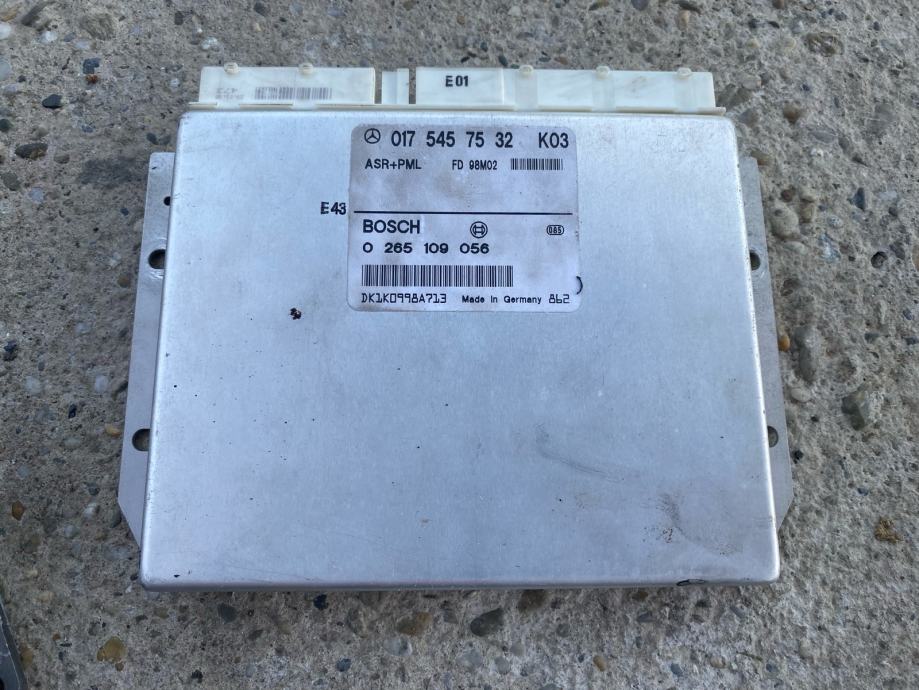 E01
017 545 75 32 K03
ASR+PML FD 98M02
E43
BOSCH
085
0 265 109 056
DK1K0998A713 Made in Germany 862